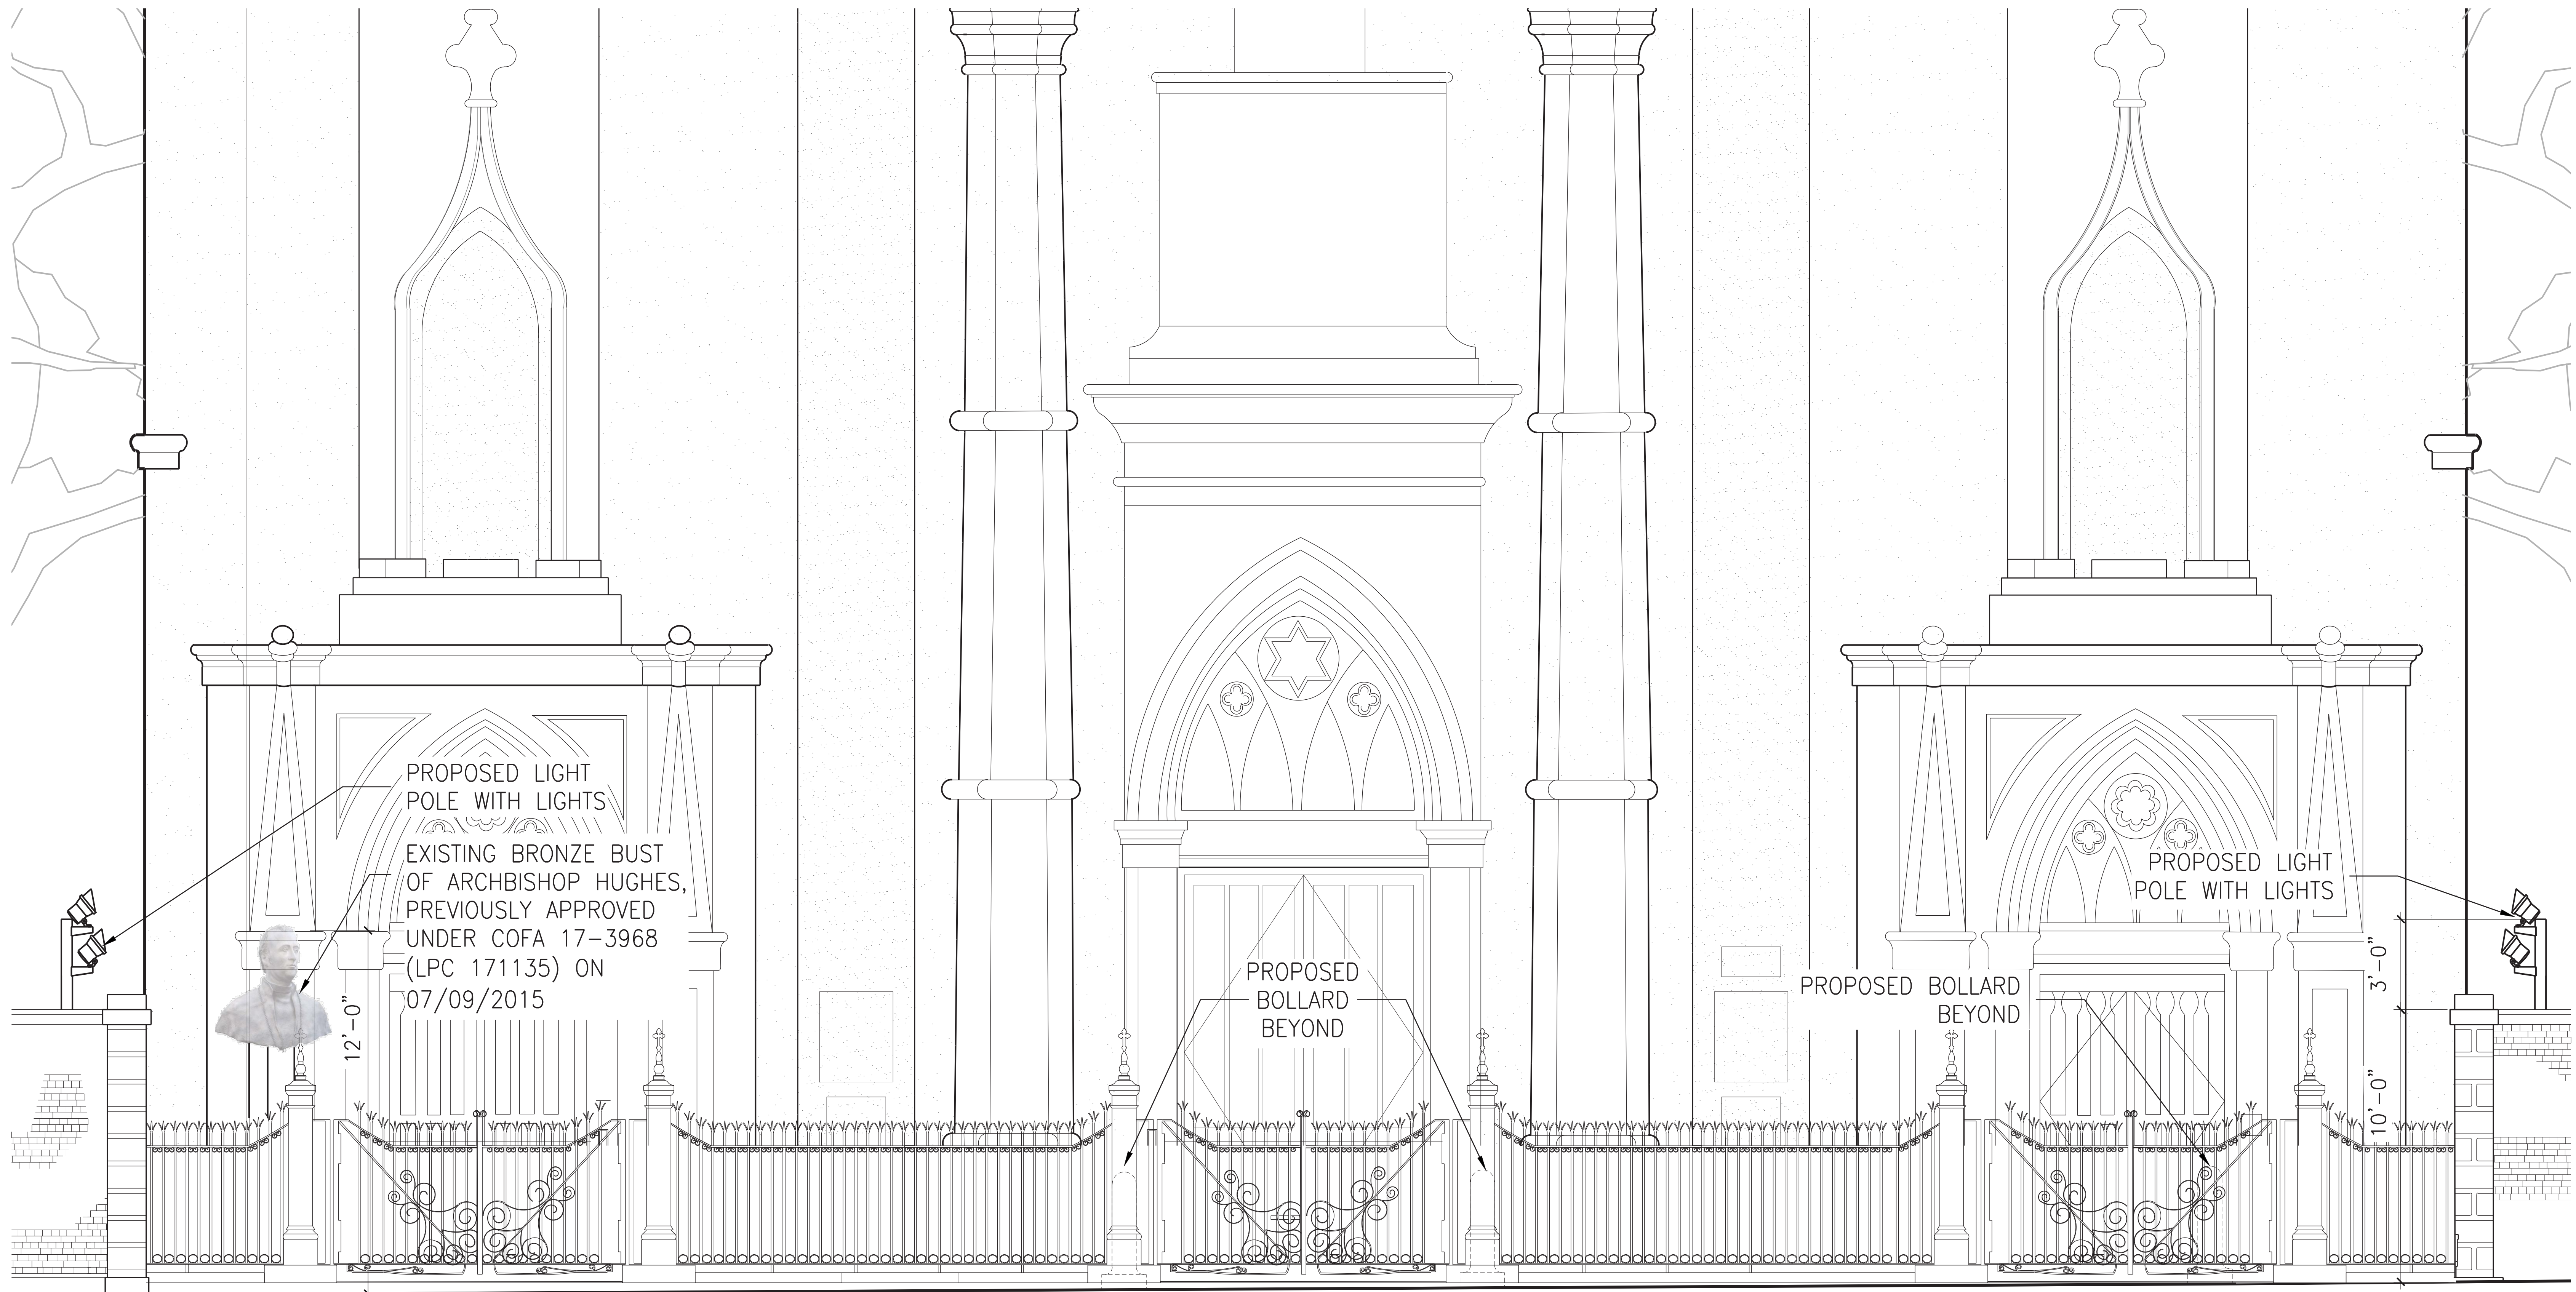 PROPOSED LIGHT
POLE WITH LIGHTS
EXISTING BRONZE BUST
OF ARCHBISHOP HUGHES,
PREVIOUSLY APPROVED
UNDER COFA 17-3968
(LPC 171135) ON
07/09/2015
12'-0"
PROPOSED
BOLLARD
BEYOND
PROPOSED BOLLARD
BEYOND
PROPOSED LIGHT
POLE WITH LIGHTS
3'-0"
10'-0"